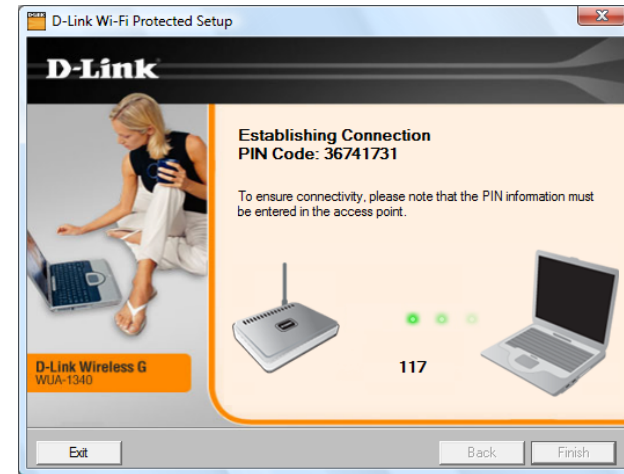 D-Link Wi-Fi Protected Setup
D-Link
Establishing Connection
PIN Code: 36741731
To ensure connectivity, please note that the PIN information must
be entered in the access point.
117
D-Link Wireless G
WUA-1340
Exit
Back
Finish